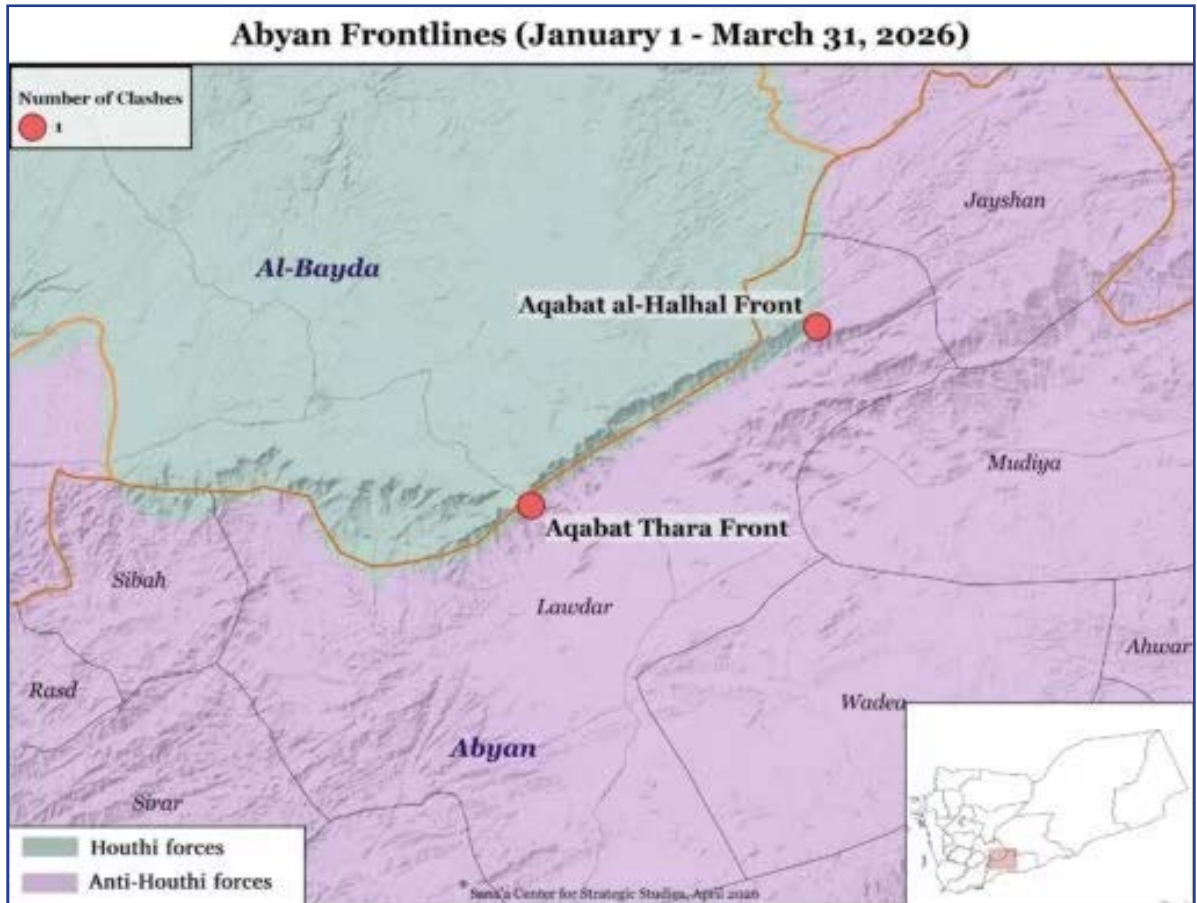 Abyan Frontlines (January 1 - March 31, 2026)
Number of Clashes
1
Jayshan
Al-Bayda
Aqabat al-Halhal Front
Mudiya
Aqabat Thara Front
Sibah
Lawdar
Ahwar
Rasd
Wadea
Abyan
Sirar
Houthi forces
Anti-Houthi forces
Sana'a Center for Strategic Studies, April 2026